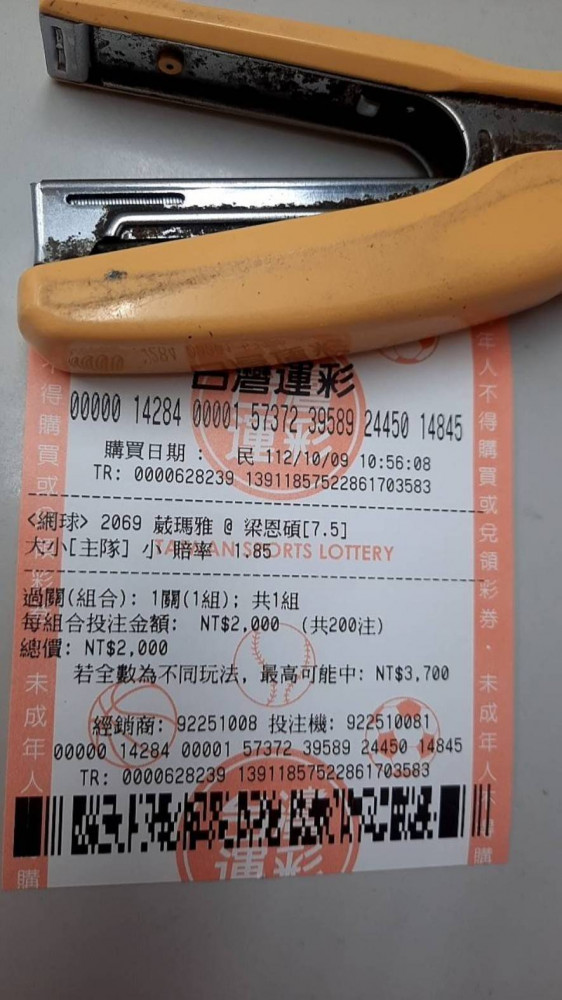 台灣運彩
00000 14284 00001 57372 39589 24450 14845
購買日期： 民 112/10/09 10:56:08
TR: 0000628239 13911857522861703583
<網球> 2069 葳瑪雅 @ 梁恩碩[7.5]
大小[主隊] 小 賠率 1.85
TAIWAN SPORTS LOTTERY
過關(組合): 1關(1組); 共1組
每組合投注金額: NT$2,000 (共200注)
總價: NT$2,000
若全數為不同玩法, 最高可能中: NT$3,700
經銷商: 92251008 投注機: 922510081
00000 14284 00001 57372 39589 24450 14845
TR: 0000628239 13911857522861703583
不得購買或
彩券
未成年人
購
年人不得購買或兌領彩券、未成年人不得購